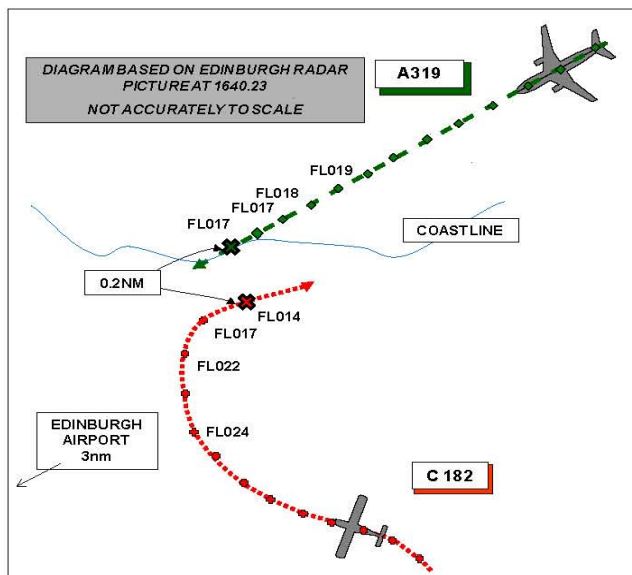 DIAGRAM BASED ON EDINBURGH RADAR
PICTURE AT 1640.23
NOT ACCURATELY TO SCALE
A319
FL019
FL018
FL017
FL017
COASTLINE
0.2NM
FL014
FL017
FL022
EDINBURGH
AIRPORT
3nm
FL024
C 182